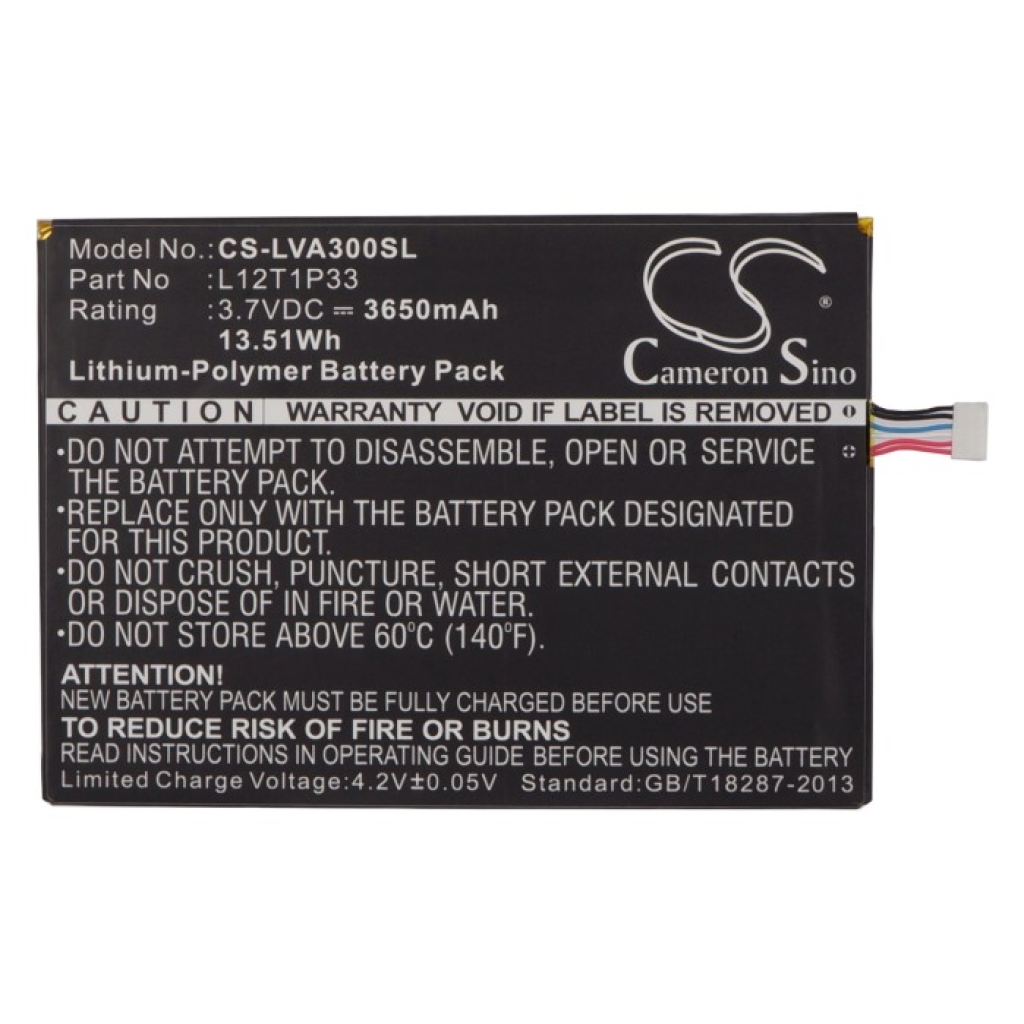 Model No.: CS-LVA300SL
Part No : L12T1P33
Rating : 3.7VDC ⎓ 3650mAh
13.51Wh
Lithium-Polymer Battery Pack
CS ®
Cameron Sino
CAUTION WARRANTY VOID IF LABEL IS REMOVED ⊖
⊕
•DO NOT ATTEMPT TO DISASSEMBLE, OPEN OR SERVICE
THE BATTERY PACK.
•REPLACE ONLY WITH THE BATTERY PACK DESIGNATED
FOR THIS PRODUCT.
•DO NOT CRUSH, PUNCTURE, SHORT EXTERNAL CONTACTS
OR DISPOSE OF IN FIRE OR WATER.
•DO NOT STORE ABOVE 60°C (140°F).
ATTENTION!
NEW BATTERY PACK MUST BE FULLY CHARGED BEFORE USE
TO REDUCE RISK OF FIRE OR BURNS
READ INSTRUCTIONS IN OPERATING GUIDE BEFORE USING THE BATTERY
Limited Charge Voltage:4.2V±0.05V Standard:GB/T18287-2013